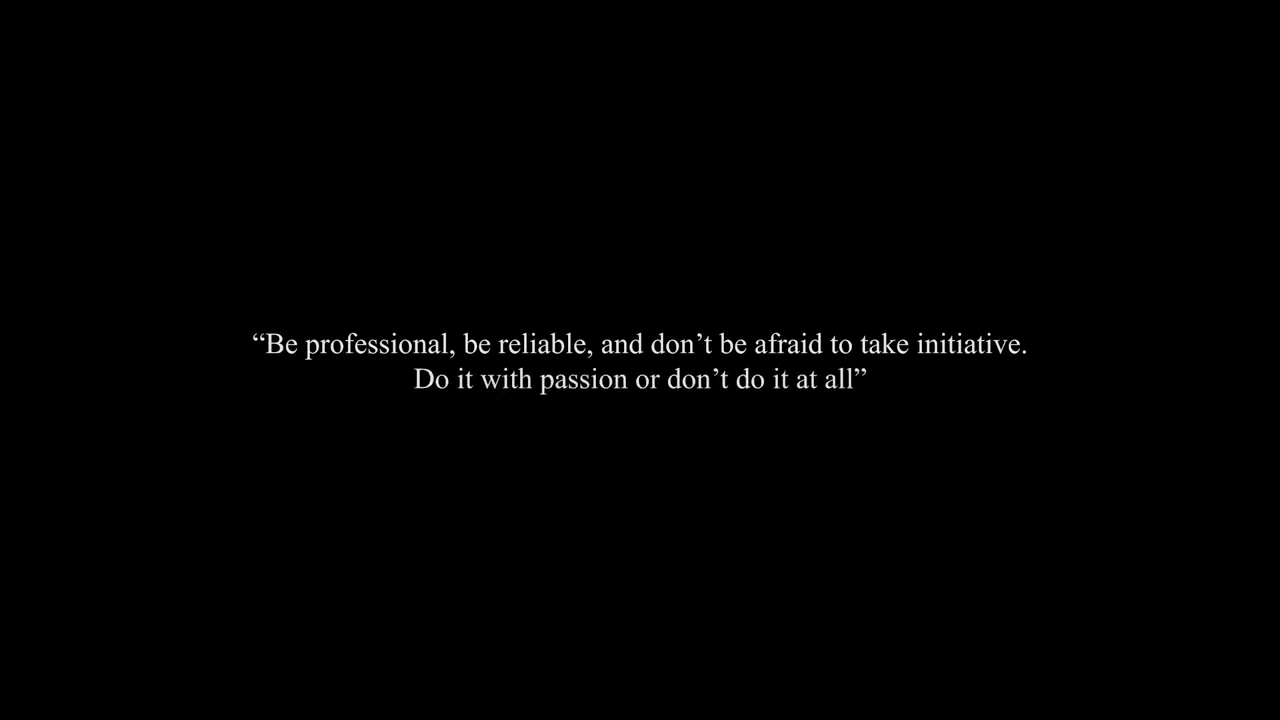 “Be professional, be reliable, and don’t be afraid to take initiative.
Do it with passion or don’t do it at all”